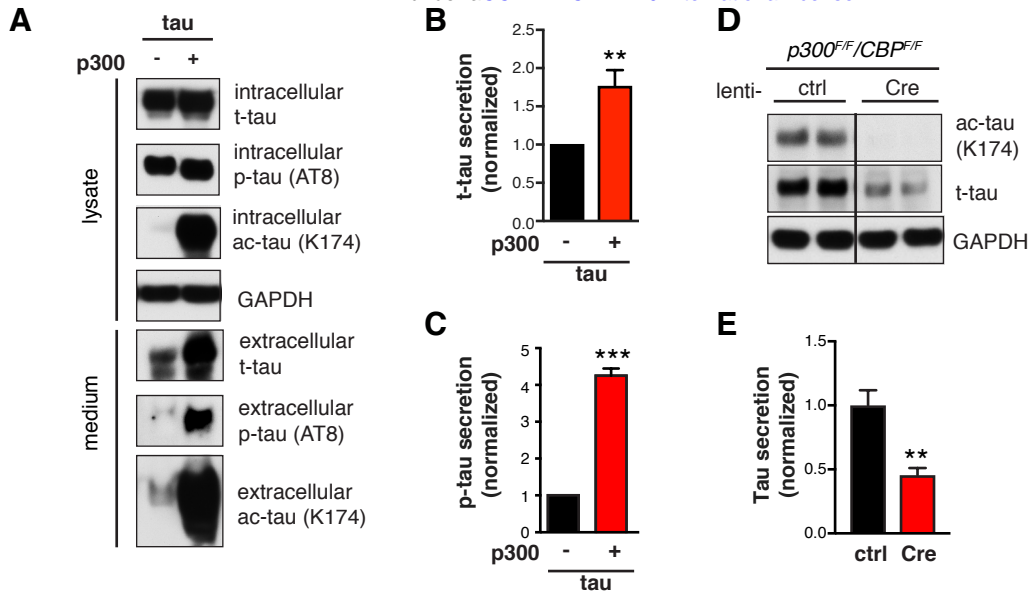 A
tau
p300 - +
lysate
intracellular
t-tau
intracellular
p-tau (AT8)
intracellular
ac-tau (K174)
GAPDH
medium
extracellular
t-tau
extracellular
p-tau (AT8)
extracellular
ac-tau (K174)
B
t-tau secretion
(normalized)
2.5
2.0
1.5
1.0
0.5
0.0
**
p300 - +
tau
C
p-tau secretion
(normalized)
5
4
3
2
1
0
***
p300 - +
tau
D
p300F/F/CBPF/F
lenti- ctrl Cre
ac-tau
(K174)
t-tau
GAPDH
E
Tau secretion
(normalized)
1.5
1.0
0.5
0.0
**
ctrl Cre